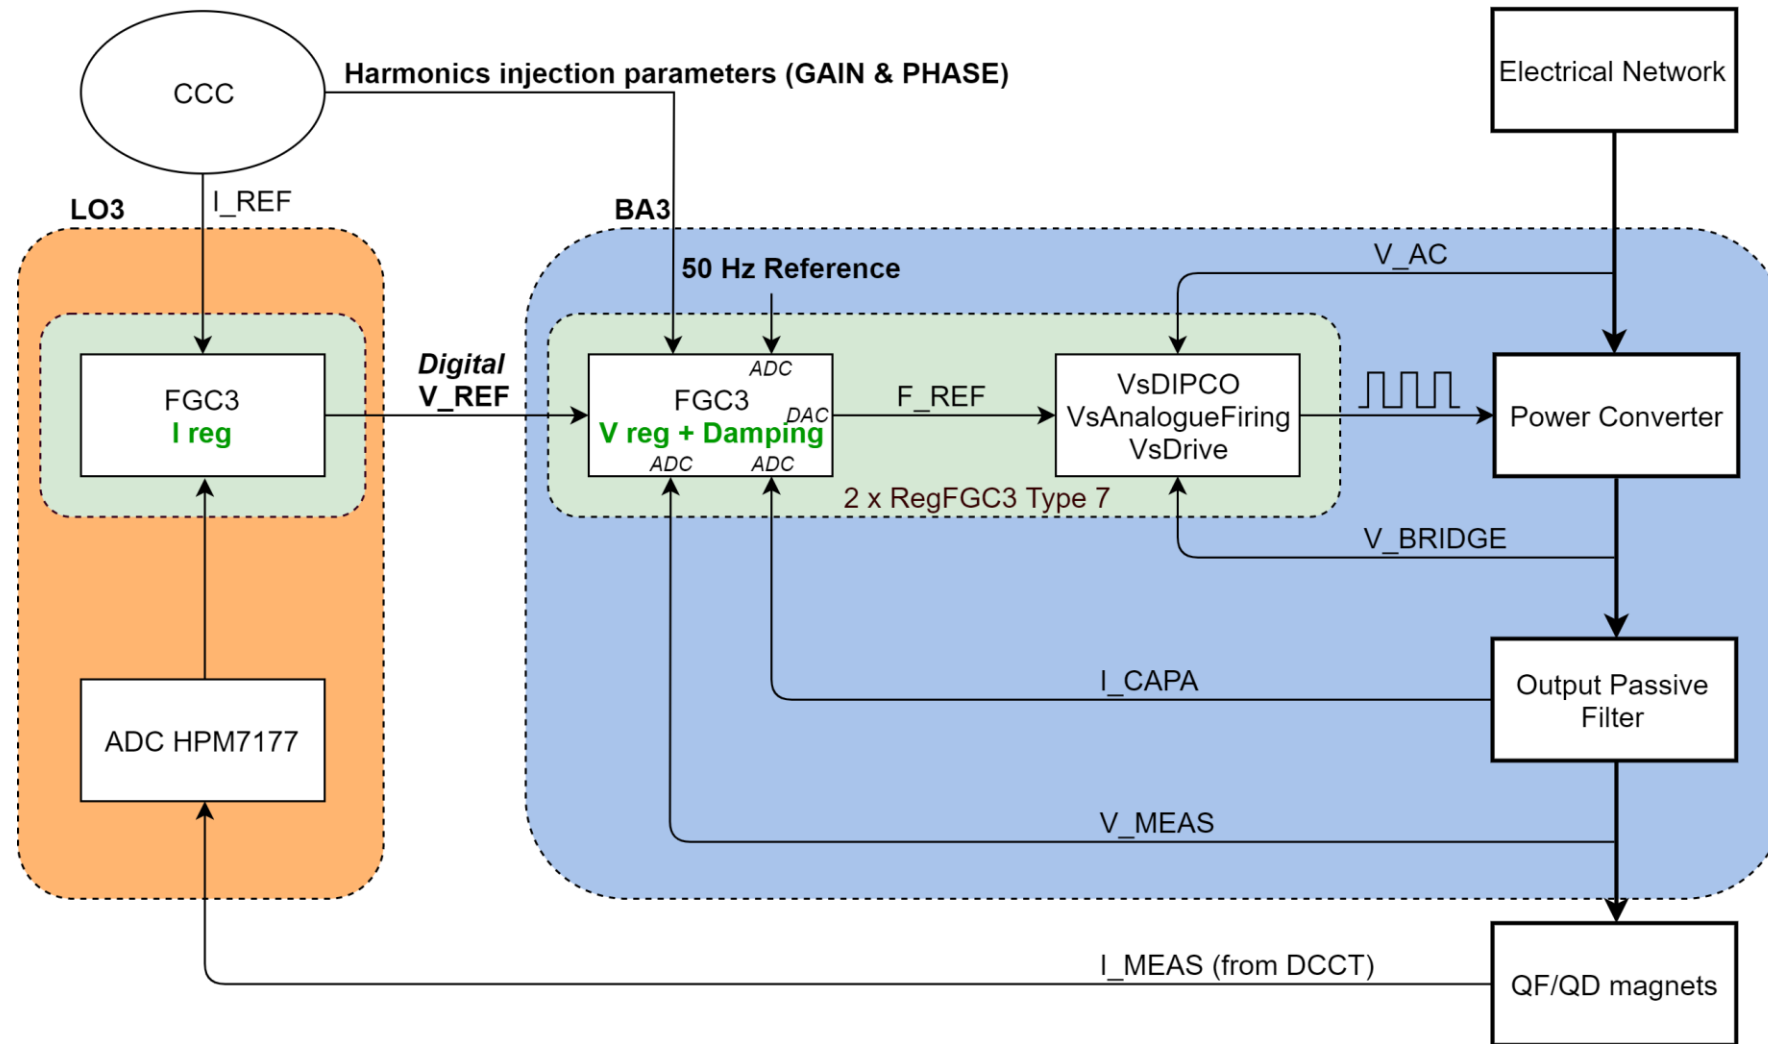 CCC
Harmonics injection parameters (GAIN & PHASE)
Electrical Network
I_REF
LO3
BA3
50 Hz Reference
V_AC
FGC3
I reg
Digital
V_REF
ADC
FGC3
DAC
V reg + Damping
ADC
ADC
F_REF
VsDIPCO
VsAnalogueFiring
VsDrive
Power Converter
2 x RegFGC3 Type 7
V_BRIDGE
ADC HPM7177
I_CAPA
Output Passive
Filter
V_MEAS
I_MEAS (from DCCT)
QF/QD magnets